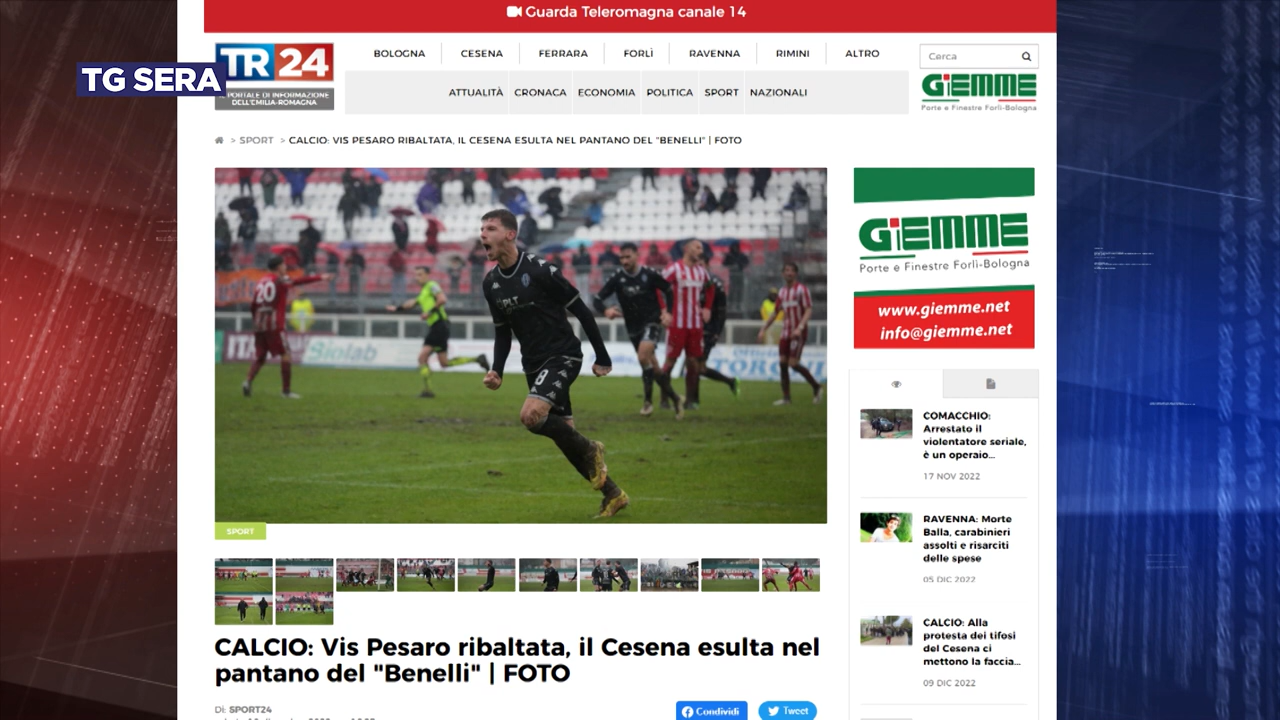 Guarda Teleromagna canale 14
TG SERA
TR24
IL PORTALE DI INFORMAZIONE
DELL'EMILIA-ROMAGNA
BOLOGNA CESENA FERRARA FORLÌ RAVENNA RIMINI ALTRO
Cerca
ATTUALITÀ CRONACA ECONOMIA POLITICA SPORT NAZIONALI
GIEMME
Porte e Finestre Forlì-Bologna
> SPORT > CALCIO: VIS PESARO RIBALTATA, IL CESENA ESULTA NEL PANTANO DEL "BENELLI" | FOTO
20
PLT
9
Biolab
GIEMME
Porte e Finestre Forlì-Bologna
www.giemme.net
info@giemme.net
SPORT
COMACCHIO:
Arrestato il
violentatore seriale,
è un operaio...
17 NOV 2022
RAVENNA: Morte
Balla, carabinieri
assolti e risarciti
delle spese
05 DIC 2022
CALCIO: Alla
protesta dei tifosi
del Cesena ci
mettono la faccia...
09 DIC 2022
CALCIO: Vis Pesaro ribaltata, il Cesena esulta nel
pantano del "Benelli" | FOTO
Di: SPORT24
Condividi
Tweet